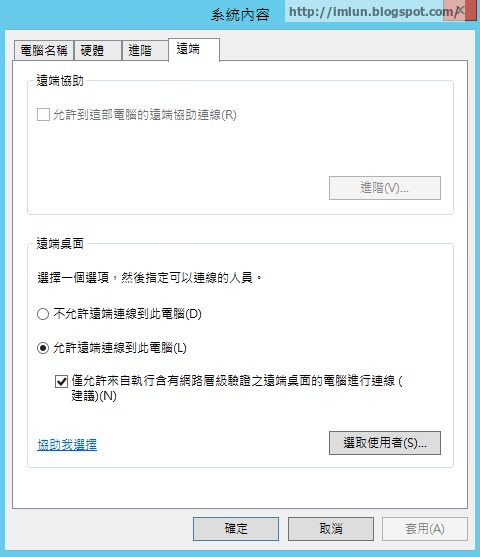 系統內容
http://imlun.blogspot.com/
電腦名稱 硬體 進階 遠端
遠端協助
允許到這部電腦的遠端協助連線(R)
進階(V)...
遠端桌面
選擇一個選項，然後指定可以連線的人員。
不允許遠端連線到此電腦(D)
允許遠端連線到此電腦(L)
僅允許來自執行含有網路層級驗證之遠端桌面的電腦進行連線 (
建議)(N)
協助我選擇
選取使用者(S)...
確定 取消 套用(A)